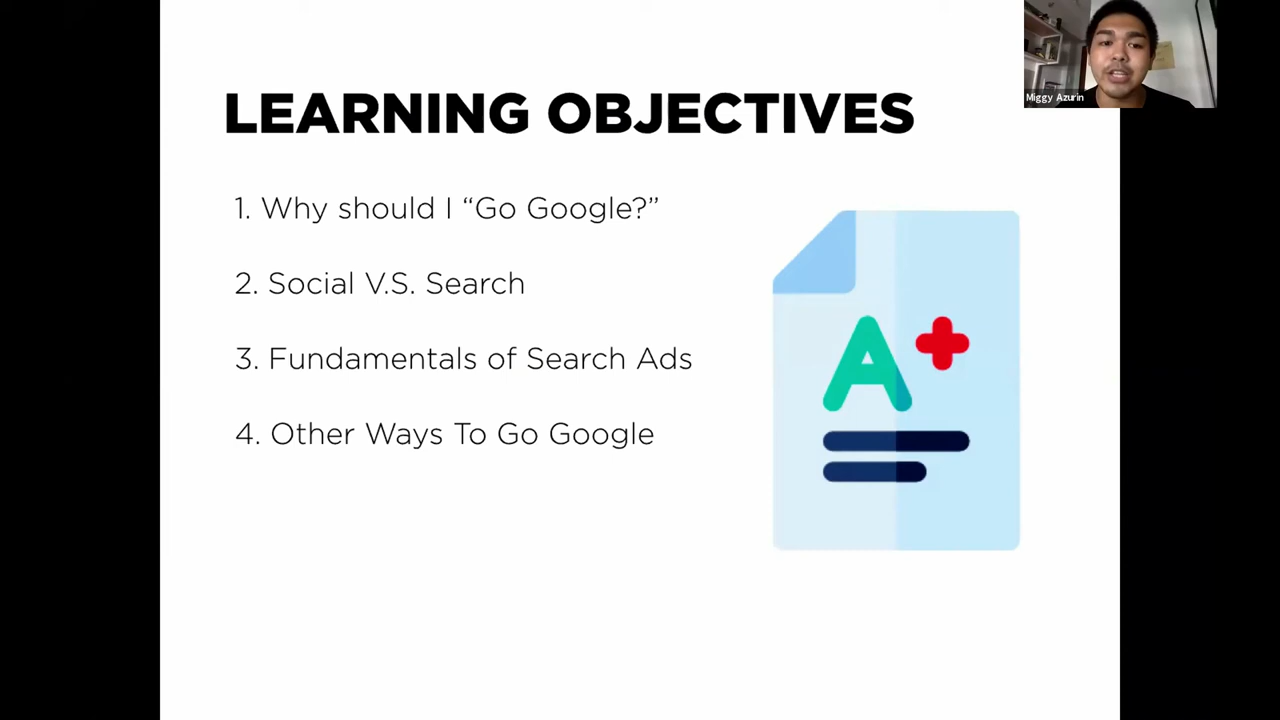 Miggy Azurin
LEARNING OBJECTIVES
1. Why should I “Go Google?”
2. Social V.S. Search
3. Fundamentals of Search Ads
4. Other Ways To Go Google
A+